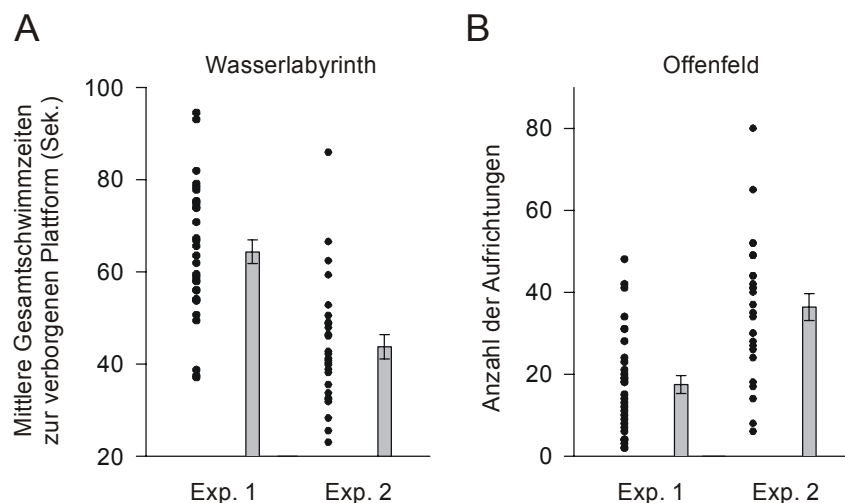 A
Wasserlabyrinth
Mittlere Gesamtschwimmzeiten
zur verborgenen Plattform (Sek.)
100
80
60
40
20
Exp. 1
Exp. 2
B
Offenfeld
Anzahl der Aufrichtungen
80
60
40
20
0
Exp. 1
Exp. 2